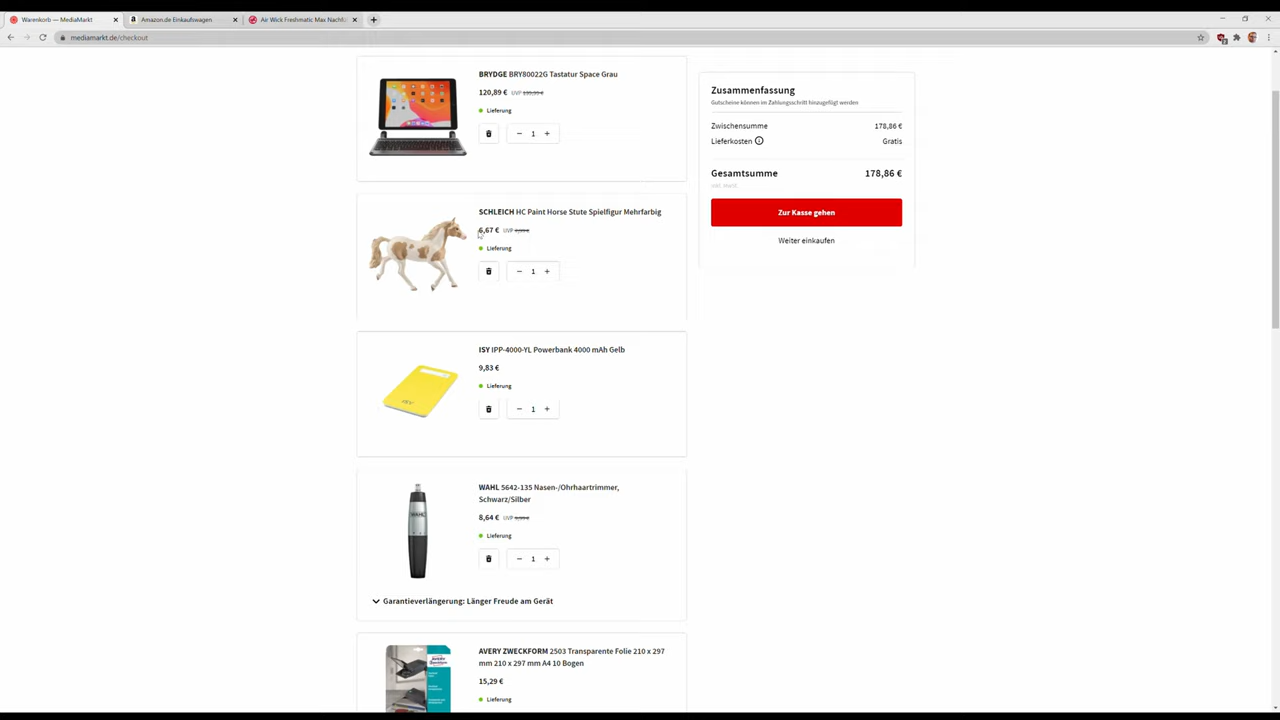 Warenkorb — MediaMarkt
Amazon.de Einkaufswagen
Air Wick Freshmatic Max Nachfü
mediamarkt.de/checkout
BRYDGE BRY80022G Tastatur Space Grau
120,89 € UVP
Lieferung
1
SCHLEICH HC Paint Horse Stute Spielfigur Mehrfarbig
6,67 € UVP
Lieferung
1
ISY IPP-4000-YL Powerbank 4000 mAh Gelb
9,83 €
Lieferung
1
WAHL 5642-135 Nasen-/Ohrhaartrimmer,
Schwarz/Silber
8,64 € UVP
Lieferung
1
Garantieverlängerung: Länger Freude am Gerät
AVERY ZWECKFORM 2503 Transparente Folie 210 x 297
mm 210 x 297 mm A4 10 Bogen
15,29 €
Lieferung
Zusammenfassung
Gutscheine können im Zahlungsschritt hinzugefügt werden
Zwischensumme 178,86 €
Lieferkosten Gratis
Gesamtsumme 178,86 €
inkl. MwSt.
Zur Kasse gehen
Weiter einkaufen
WAHL